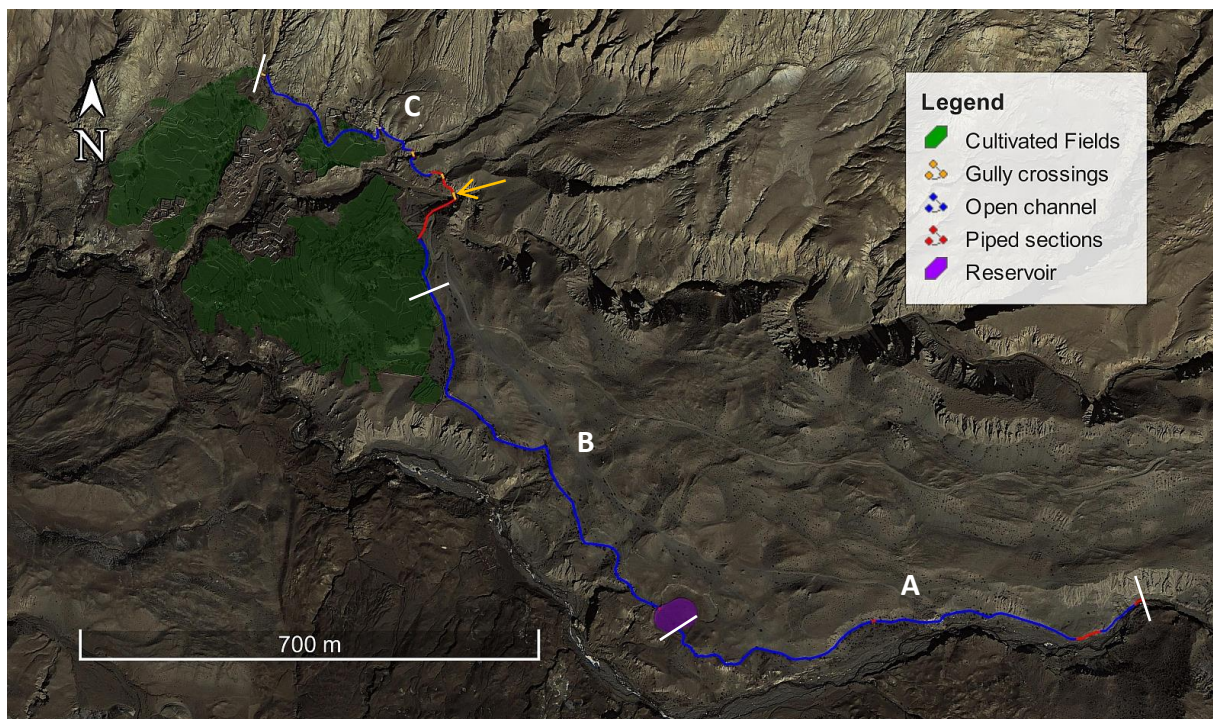 C
N
Legend
Cultivated Fields
Gully crossings
Open channel
Piped sections
Reservoir
B
A
700 m